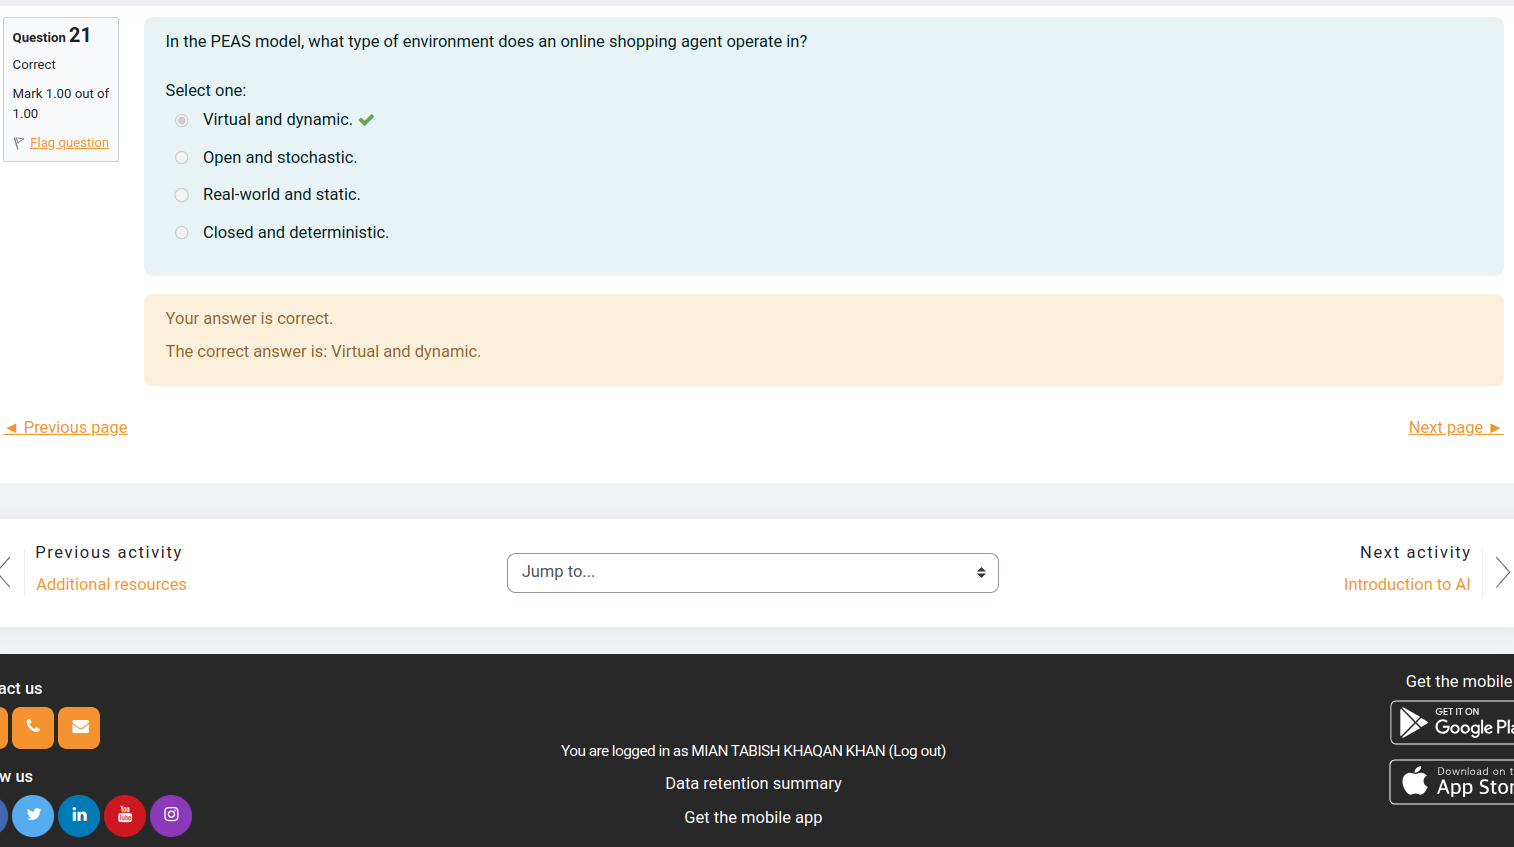 Question 21
Correct
Mark 1.00 out of
1.00
Flag question
In the PEAS model, what type of environment does an online shopping agent operate in?
Select one:
Virtual and dynamic.
Open and stochastic.
Real-world and static.
Closed and deterministic.
Your answer is correct.
The correct answer is: Virtual and dynamic.
◄ Previous page
Next page ►
Previous activity
Additional resources
Jump to...
Next activity
Introduction to AI
act us
w us
You are logged in as MIAN TABISH KHAQAN KHAN (Log out)
Data retention summary
Get the mobile app
Get the mobile
GET IT ON
Google Pla
Download on t
App Stor
in
You
Tube